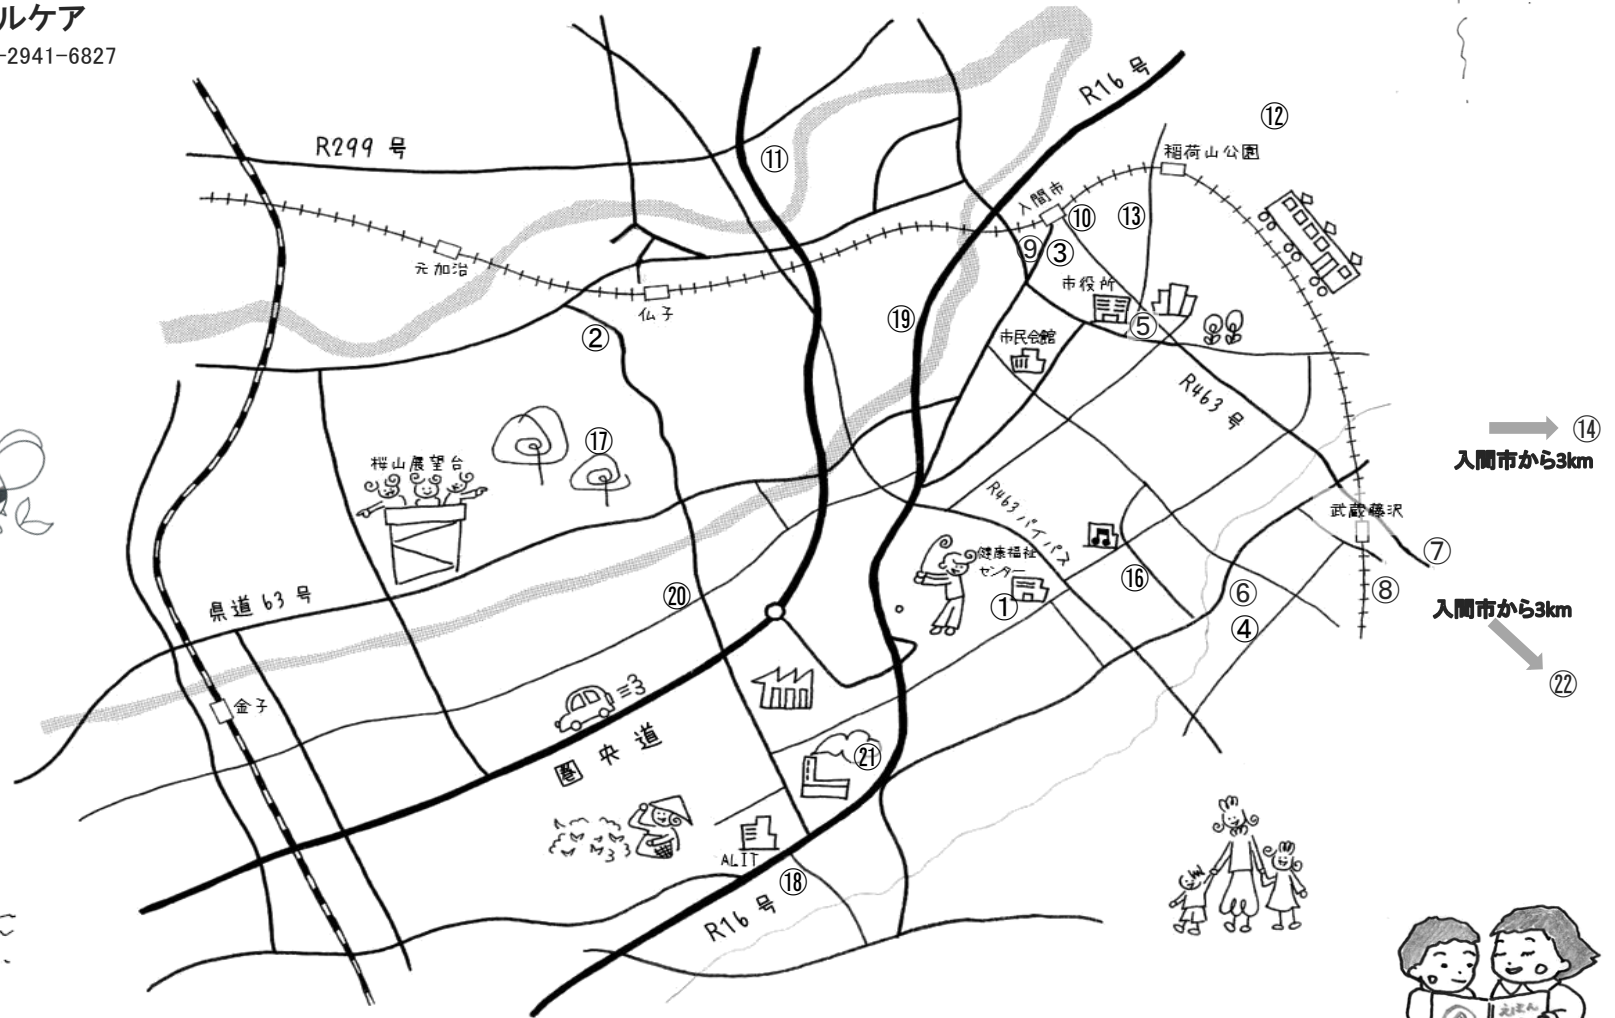 ルケア
-2941-6827
R16号
⑫
R299号
⑪
稲荷山公園
入間市
⑩
⑬
⑨
③
元加治
市役所
仏子
②
⑲
⑤
市民会館
R463号
⑭
入間市から3km
⑰
桜山展望台
R463バイパス
武蔵藤沢
⑦
健康福祉
センター
①
⑯
⑥
⑧
県道63号
⑳
入間市から3km
④
㉒
金子
圏央道
㉑
ALIT
⑱
R16号
えほん